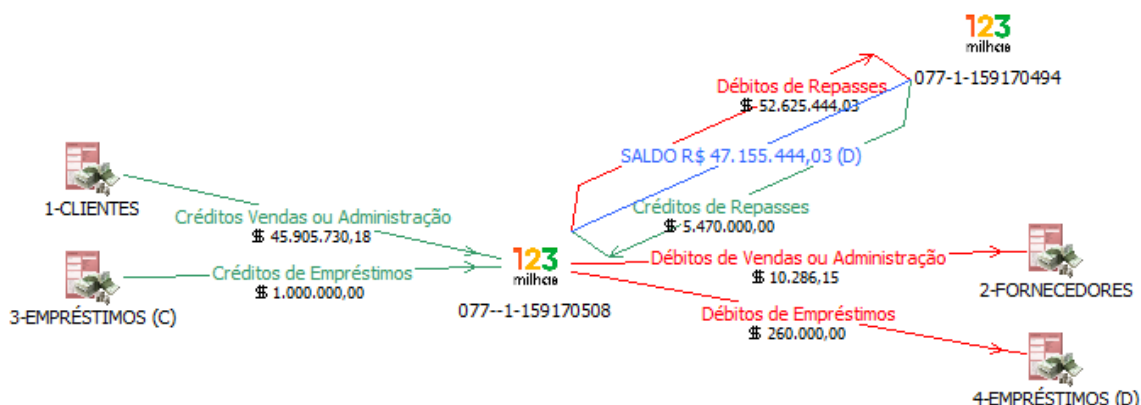 123
milhas
077-1-159170494
Débitos de Repasses
$ 52.625.444,03
SALDO R$ 47.155.444,03 (D)
1-CLIENTES
Créditos Vendas ou Administração
$ 45.905.730,18
Créditos de Repasses
$ 5.470.000,00
3-EMPRÉSTIMOS (C)
Créditos de Empréstimos
$ 1.000.000,00
123
milhas
077--1-159170508
Débitos de Vendas ou Administração
$ 10.286,15
2-FORNECEDORES
Débitos de Empréstimos
$ 260.000,00
4-EMPRÉSTIMOS (D)